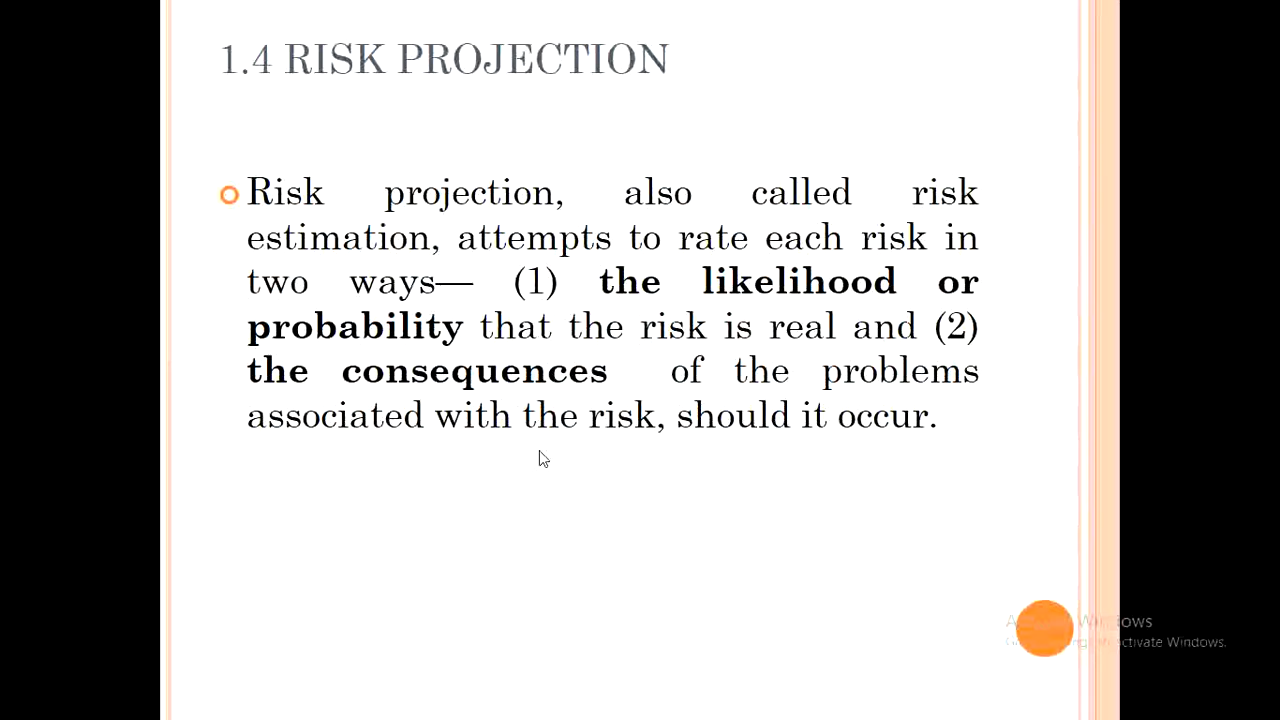 1.4 RISK PROJECTION
Risk projection, also called risk
estimation, attempts to rate each risk in
two ways— (1) the likelihood or
probability that the risk is real and (2)
the consequences of the problems
associated with the risk, should it occur.
activate Windows.